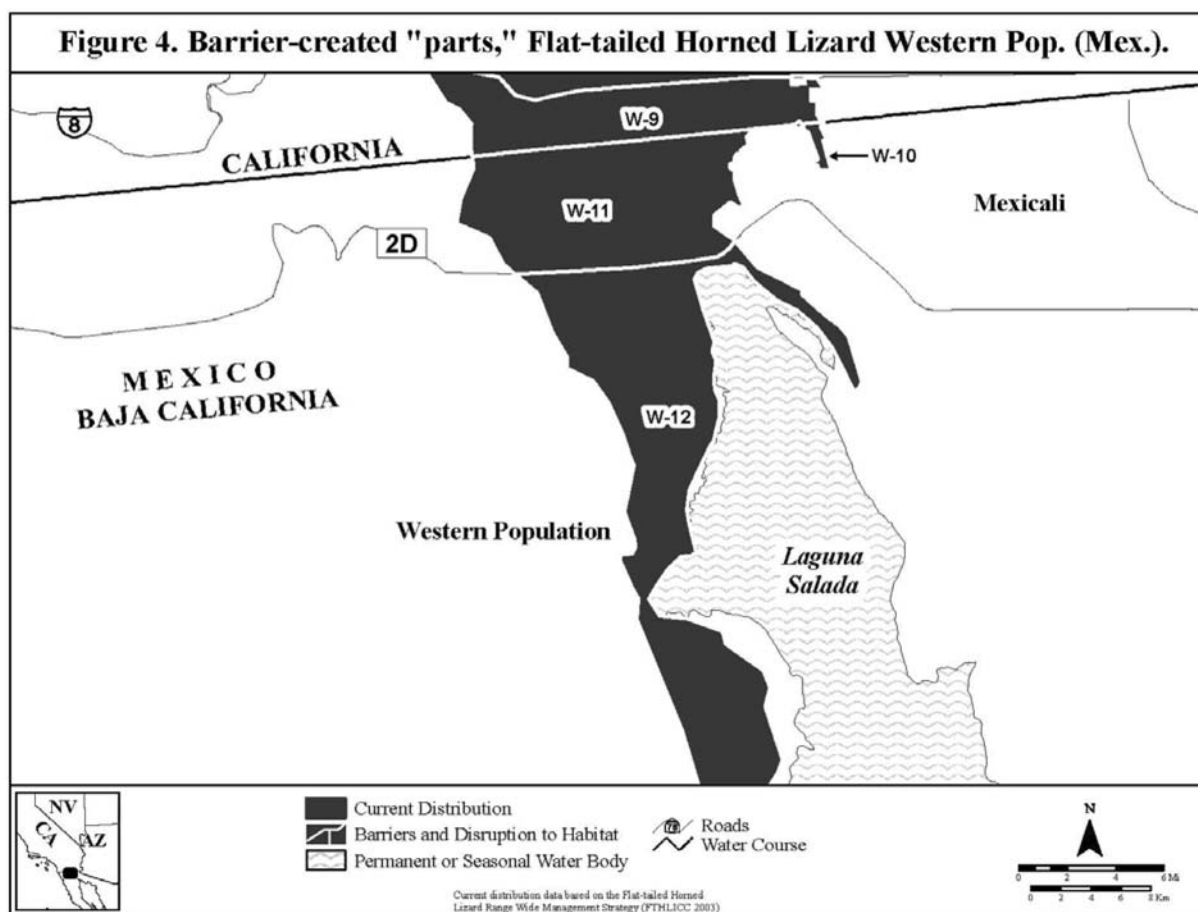 Figure 4. Barrier-created "parts," Flat-tailed Horned Lizard Western Pop. (Mex.).
8
W-9
CALIFORNIA
W-10
W-11
Mexicali
2D
MEXICO
BAJA CALIFORNIA
W-12
Western Population
Laguna
Salada
NV
CA
AZ
Current Distribution
Barriers and Disruption to Habitat
Permanent or Seasonal Water Body
Roads
Water Course
Current distribution data based on the Flat-tailed Horned
Lizard Range Wide Management Strategy (FTHLICC 2003)
N
0 2 4 6 Mi
0 2 4 6 8 Km